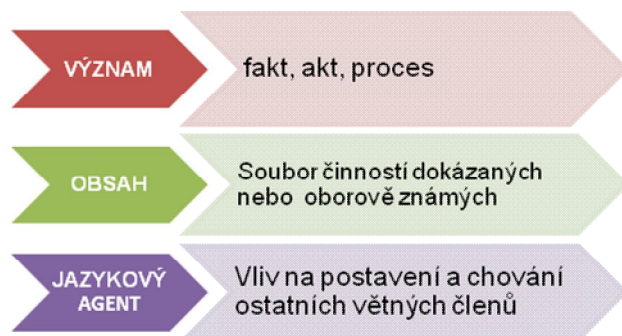 VÝZNAM
fakt, akt, proces
OBSAH
Soubor činností dokázaných
nebo oborově známých
JAZYKOVÝ
AGENT
Vliv na postavení a chování
ostatních větných členů